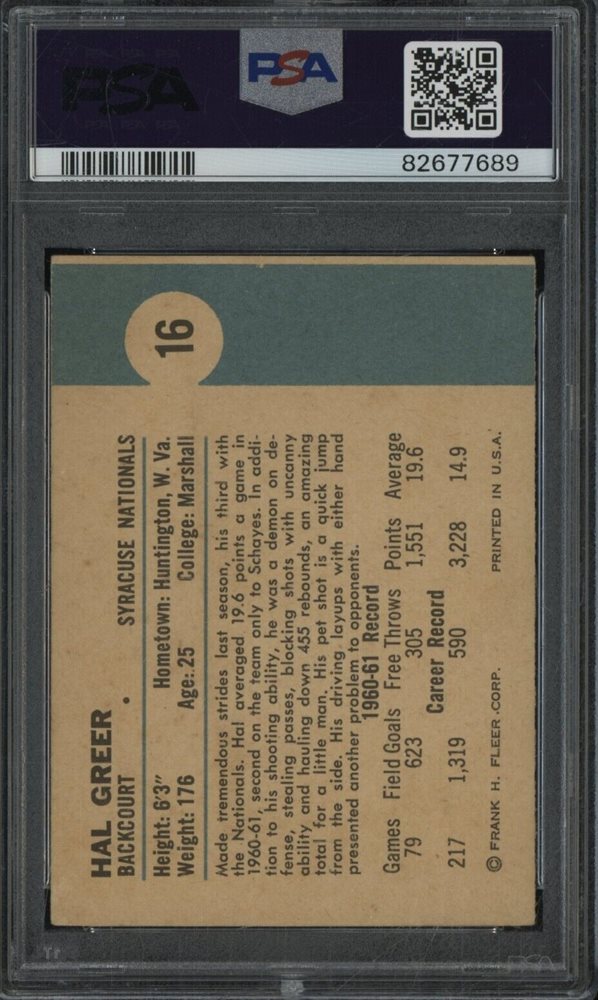 PSA
PSA
82677689
16
HAL GREER
BACKCOURT • SYRACUSE NATIONALS
Height: 6'3" Hometown: Huntington, W. Va.
Weight: 176 Age: 25 College: Marshall
Made tremendous strides last season, his third with
the Nationals. Hal averaged 19.6 points a game in
1960-61, second on the team only to Schayes. In addi-
tion to his shooting ability, he was a demon on de-
fense, stealing passes, blocking shots with uncanny
ability and hauling down 455 rebounds, an amazing
total for a little man. His pet shot is a quick jump
from the side. His driving layups with either hand
presented another problem to opponents.
1960-61 Record
Games Field Goals Free Throws Points Average
79 623 305 1,551 19.6
Career Record
217 1,319 590 3,228 14.9
© FRANK H. FLEER CORP. PRINTED IN U.S.A.